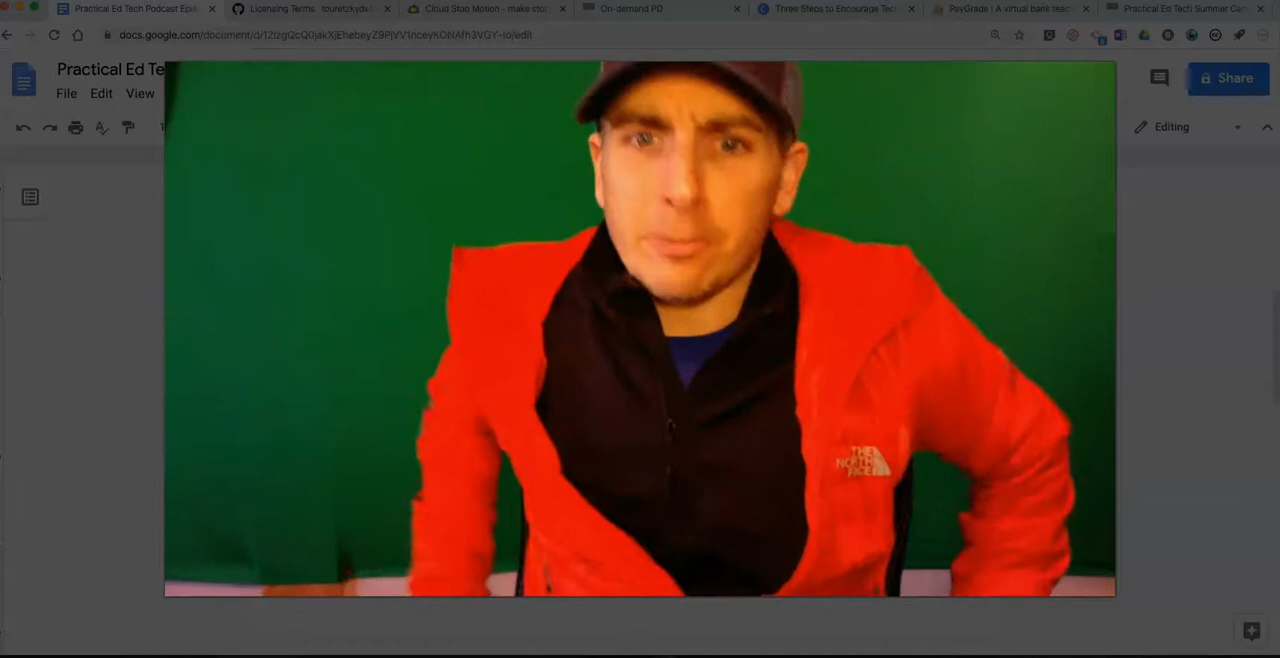 Practical Ed Tech Podcast Epis
Licensing Terms · touretzkyds
Cloud Stop Motion - make stop
On-demand PD
Three Steps to Encourage Tech
PayGrade : A virtual bank teac
Practical Ed Tech Summer Cam
Practical Ed Te
Share
File Edit View
Editing
THE
NORTH
FACE